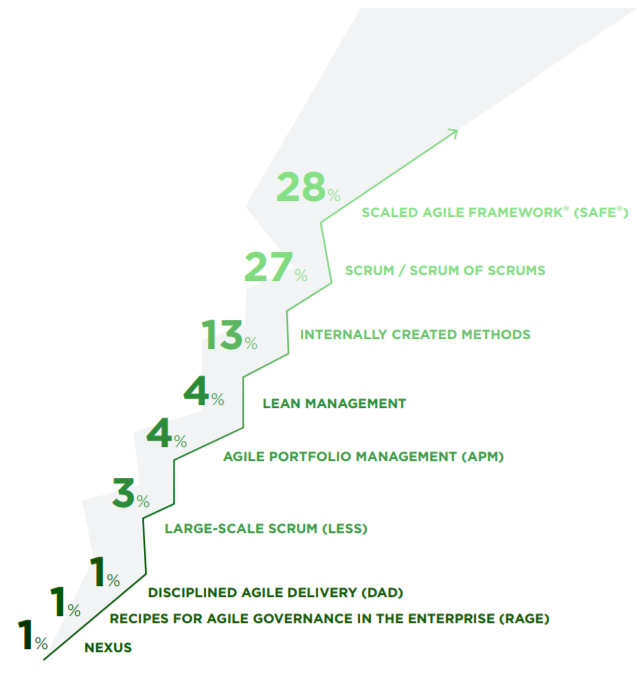 28%
SCALED AGILE FRAMEWORK® (SAFE®)
27%
SCRUM / SCRUM OF SCRUMS
13%
INTERNALLY CREATED METHODS
4%
LEAN MANAGEMENT
4%
AGILE PORTFOLIO MANAGEMENT (APM)
3%
LARGE-SCALE SCRUM (LESS)
1%
DISCIPLINED AGILE DELIVERY (DAD)
1%
RECIPES FOR AGILE GOVERNANCE IN THE ENTERPRISE (RAGE)
1%
NEXUS